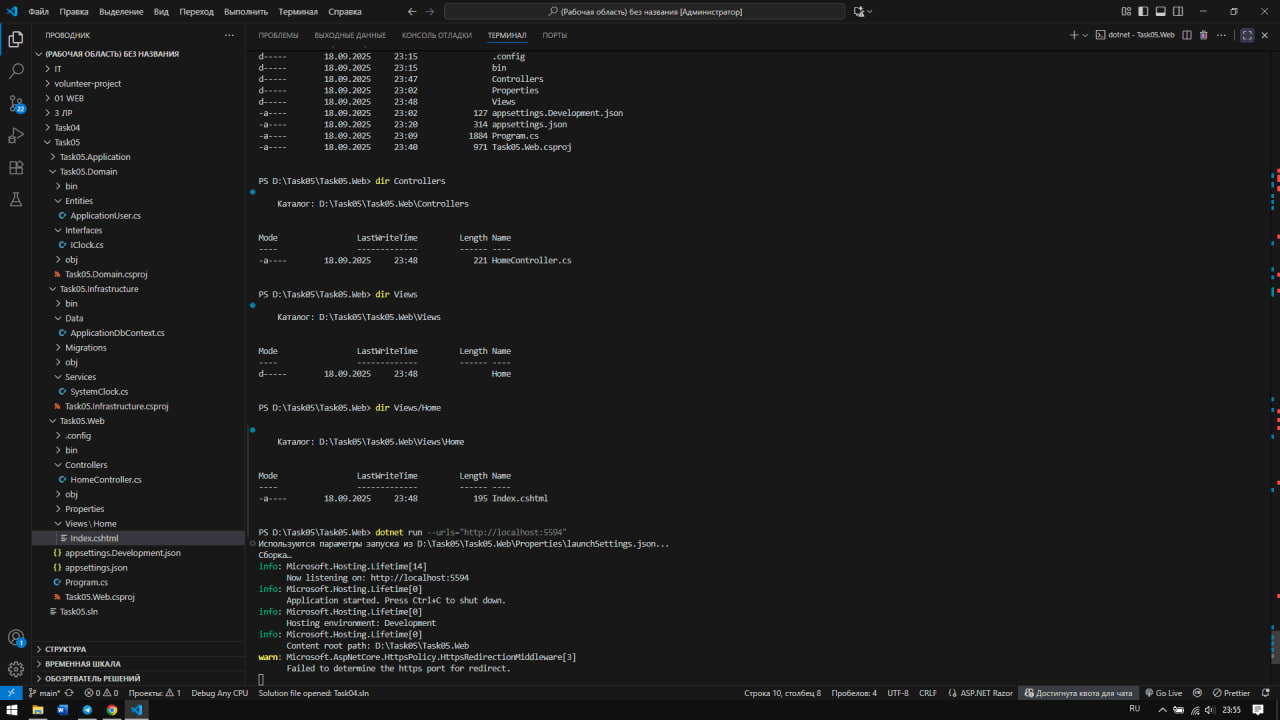 Файл Правка Выделение Вид Переход Выполнить Терминал Справка
(Рабочая область) без названия [Администратор]
ПРОВОДНИК
(РАБОЧАЯ ОБЛАСТЬ) БЕЗ НАЗВАНИЯ
IT
volunteer-project
01 WEB
3 ЛР
Task04
Task05
Task05.Application
Task05.Domain
bin
Entities
ApplicationUser.cs
Interfaces
IClock.cs
obj
Task05.Domain.csproj
Task05.Infrastructure
bin
Data
ApplicationDbContext.cs
Migrations
obj
Services
SystemClock.cs
Task05.Infrastructure.csproj
Task05.Web
.config
bin
Controllers
HomeController.cs
obj
Properties
Views\Home
Index.cshtml
appsettings.Development.json
appsettings.json
Program.cs
Task05.Web.csproj
Task05.sln
СТРУКТУРА
ВРЕМЕННАЯ ШКАЛА
ОБОЗРЕВАТЕЛЬ РЕШЕНИЙ
22
1
ПРОБЛЕМЫ ВЫХОДНЫЕ ДАННЫЕ КОНСОЛЬ ОТЛАДКИ ТЕРМИНАЛ ПОРТЫ
dotnet - Task05.Web
d----- 18.09.2025 23:15 .config
d----- 18.09.2025 23:15 bin
d----- 18.09.2025 23:47 Controllers
d----- 18.09.2025 23:02 Properties
d----- 18.09.2025 23:48 Views
-a---- 18.09.2025 23:02 127 appsettings.Development.json
-a---- 18.09.2025 23:20 314 appsettings.json
-a---- 18.09.2025 23:09 1884 Program.cs
-a---- 18.09.2025 23:40 971 Task05.Web.csproj
PS D:\Task05\Task05.Web> dir Controllers
Каталог: D:\Task05\Task05.Web\Controllers
Mode LastWriteTime Length Name
---- ------------- ------ ----
-a---- 18.09.2025 23:48 221 HomeController.cs
PS D:\Task05\Task05.Web> dir Views
Каталог: D:\Task05\Task05.Web\Views
Mode LastWriteTime Length Name
---- ------------- ------ ----
d----- 18.09.2025 23:48 Home
PS D:\Task05\Task05.Web> dir Views/Home
Каталог: D:\Task05\Task05.Web\Views\Home
Mode LastWriteTime Length Name
---- ------------- ------ ----
-a---- 18.09.2025 23:48 195 Index.cshtml
PS D:\Task05\Task05.Web> dotnet run --urls="http://localhost:5594"
Используются параметры запуска из D:\Task05\Task05.Web\Properties\launchSettings.json...
Сборка…
info: Microsoft.Hosting.Lifetime[14]
Now listening on: http://localhost:5594
info: Microsoft.Hosting.Lifetime[0]
Application started. Press Ctrl+C to shut down.
info: Microsoft.Hosting.Lifetime[0]
Hosting environment: Development
info: Microsoft.Hosting.Lifetime[0]
Content root path: D:\Task05\Task05.Web
warn: Microsoft.AspNetCore.HttpsPolicy.HttpsRedirectionMiddleware[3]
Failed to determine the https port for redirect.
main* 0 0 Проекты: 1 Debug Any CPU Solution file opened: Task04.sln
Строка 10, столбец 8 Пробелов: 4 UTF-8 CRLF ASP.NET Razor Достигнута квота для чата Go Live Prettier
RU 23:55